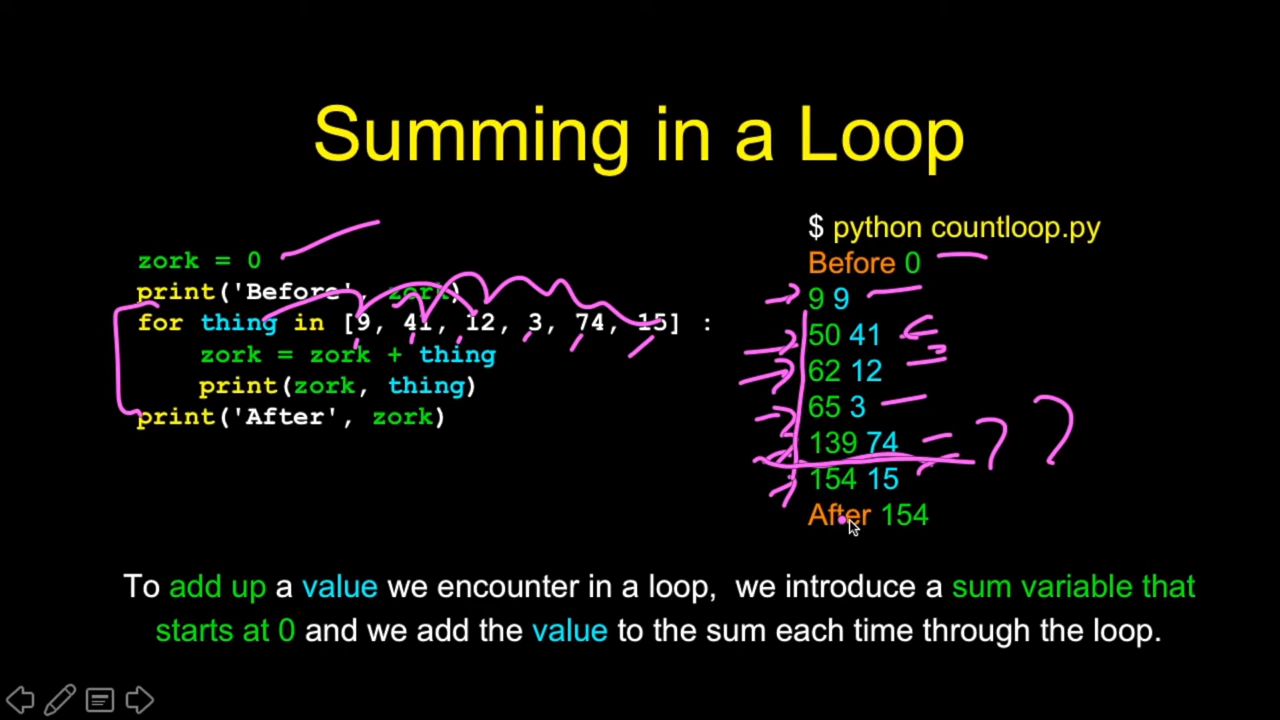 Summing in a Loop
zork = 0
print('Before', zork)
for thing in [9, 41, 12, 3, 74, 15] :
    zork = zork + thing
    print(zork, thing)
print('After', zork)
$ python countloop.py
Before 0
9 9
50 41
62 12
65 3
139 74
154 15
After 154
? ?
To add up a value we encounter in a loop, we introduce a sum variable that
starts at 0 and we add the value to the sum each time through the loop.